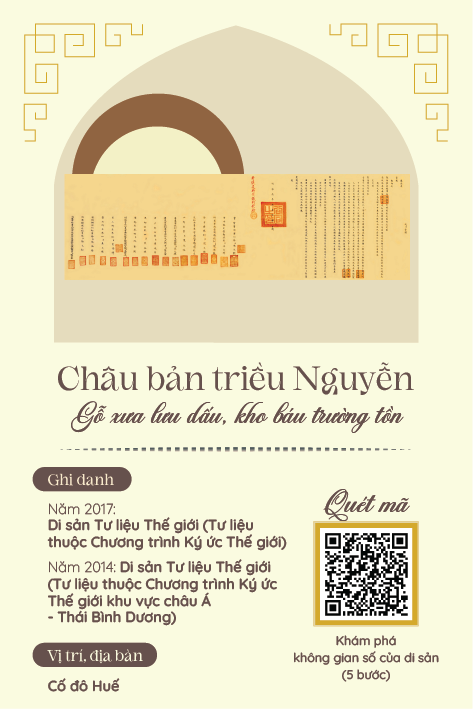 Châu bản triều Nguyễn
Gỗ xưa lưu dấu, kho báu trường tồn
Ghi danh
Năm 2017:
Di sản Tư liệu Thế giới (Tư liệu
thuộc Chương trình Ký ức Thế giới)
Năm 2014: Di sản Tư liệu Thế giới
(Tư liệu thuộc Chương trình Ký ức
Thế giới khu vực châu Á
- Thái Bình Dương)
Vị trí, địa bàn
Cố đô Huế
Quét mã
Khám phá
không gian số của di sản
(5 bước)